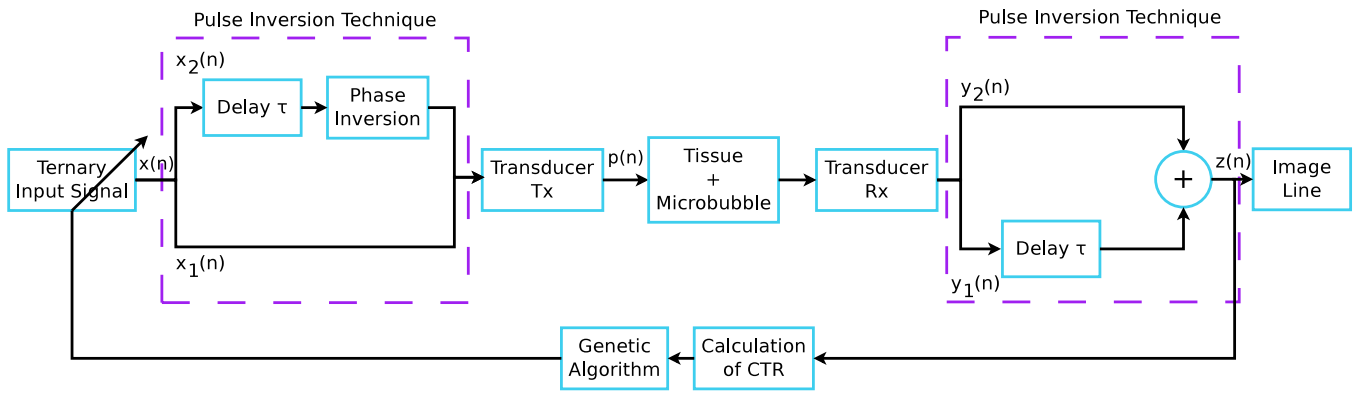 Pulse Inversion Technique
Pulse Inversion Technique
x2(n)
Delay τ
Phase
Inversion
y2(n)
Ternary
Input Signal
x(n)
Transducer
Tx
p(n)
Tissue
+
Microbubble
Transducer
Rx
+
z(n)
Image
Line
x1(n)
Delay τ
y1(n)
Genetic
Algorithm
Calculation
of CTR